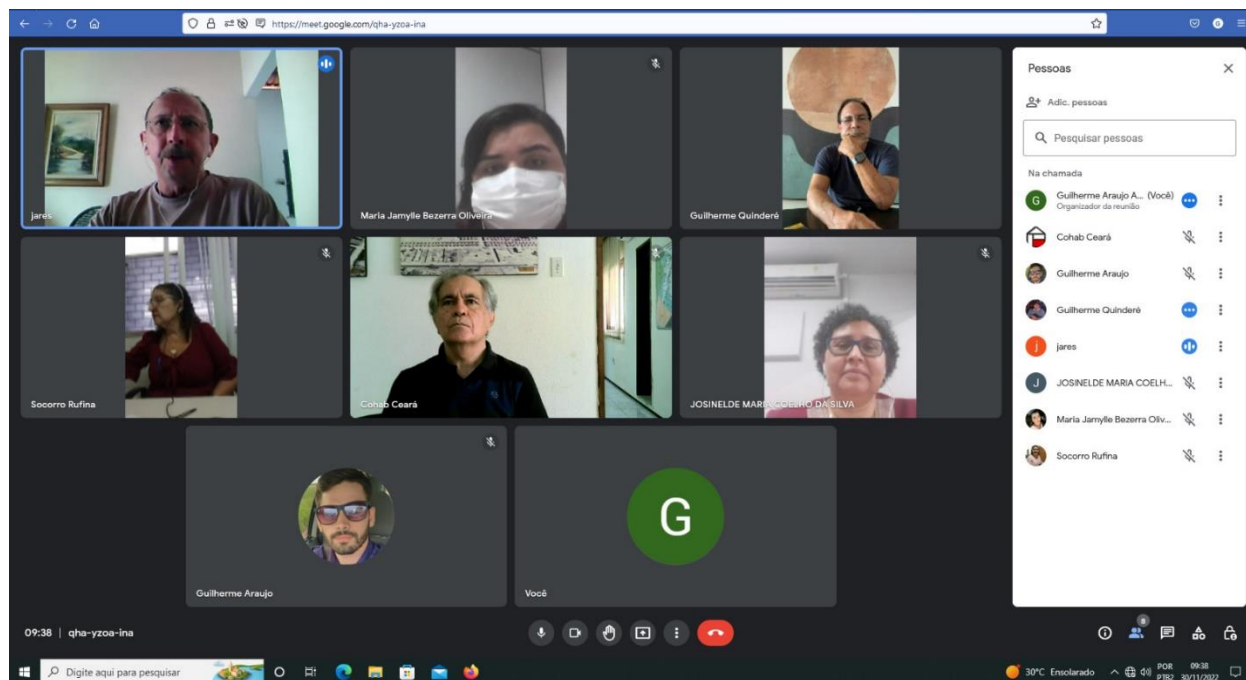 https://meet.google.com/qha-yzoa-ina
G
jares
Maria Jamylle Bezerra Oliveira
Guilherme Quinderé
Socorro Rufina
Cohab Ceará
JOSINELDE MARIA COELHO DA SILVA
Guilherme Araujo
G
Você
Pessoas
Adic. pessoas
Pesquisar pessoas
Na chamada
G
Guilherme Araujo A... (Você)
Organizador da reunião
Cohab Ceará
Guilherme Araujo
Guilherme Quinderé
j
jares
J
JOSINELDE MARIA COELH...
Maria Jamylle Bezerra Oliv...
Socorro Rufina
09:38 | qha-yzoa-ina
8
Digite aqui para pesquisar
30°C Ensolarado
POR
PTB2
09:38
30/11/2022